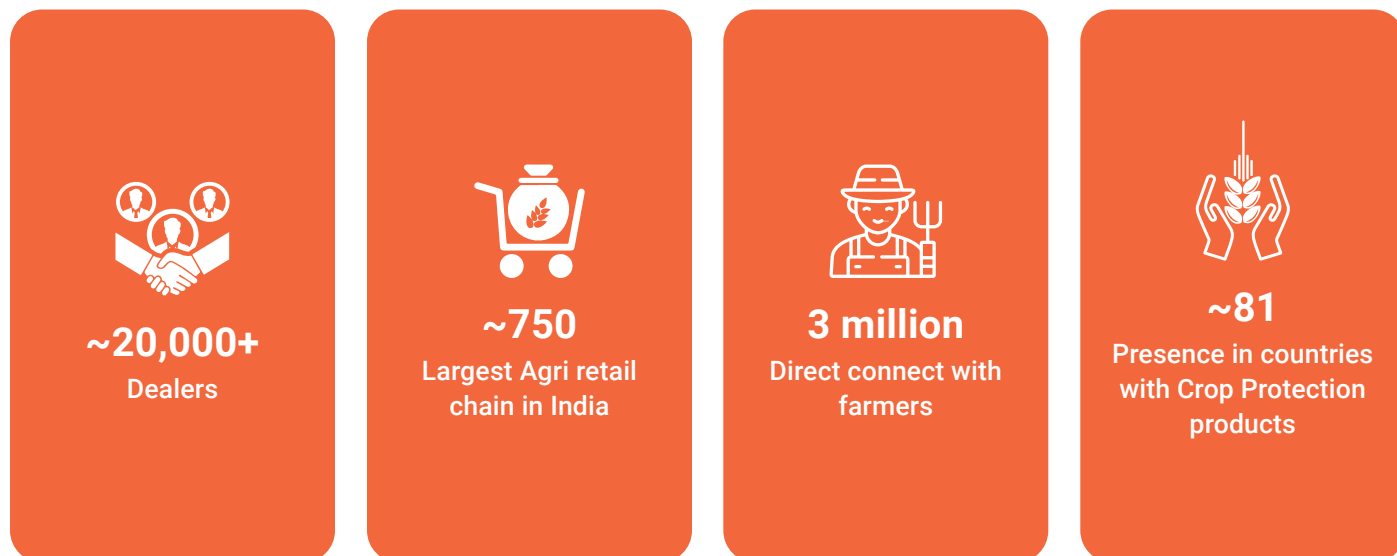 ~20,000+
Dealers
~750
Largest Agri retail
chain in India
3 million
Direct connect with
farmers
~81
Presence in countries
with Crop Protection
products